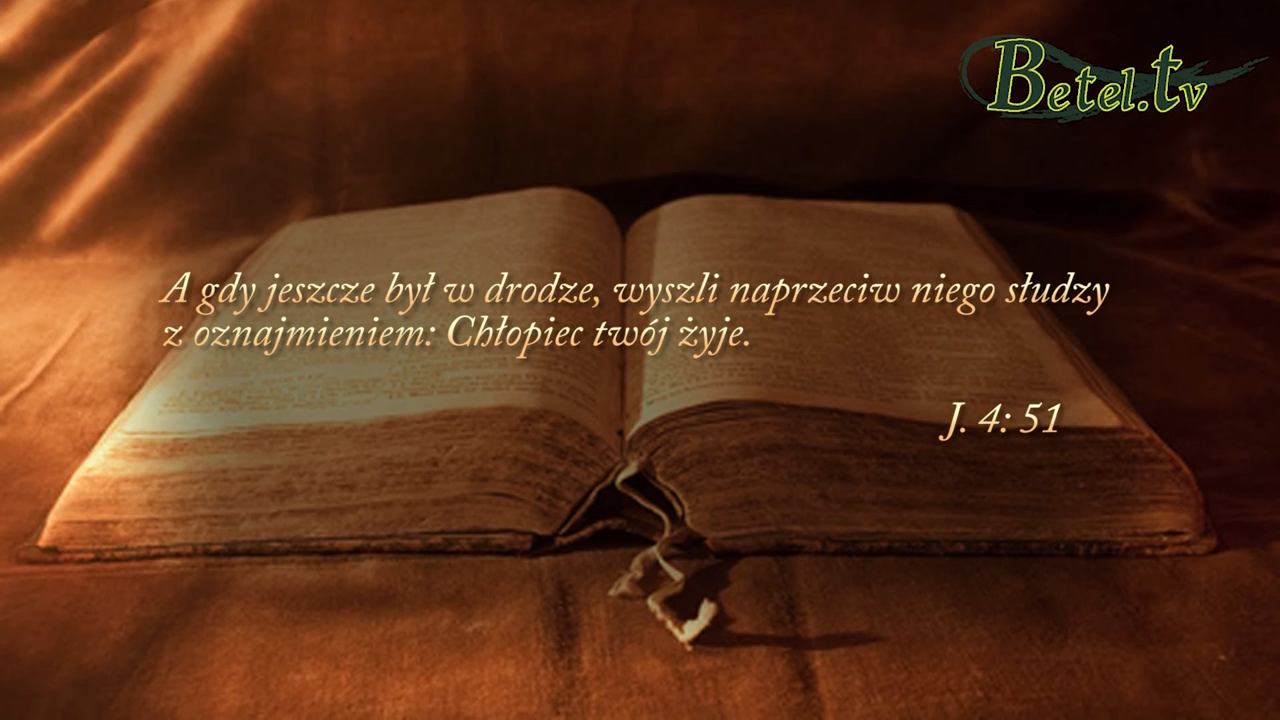 Betel.tv
A gdy jeszcze był w drodze, wyszli naprzeciw niego słudzy
z oznajmieniem: Chłopiec twój żyje.
J. 4: 51